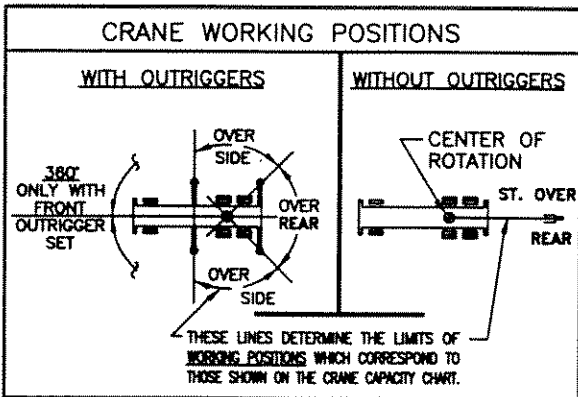 CRANE WORKING POSITIONS
WITH OUTRIGGERS
WITHOUT OUTRIGGERS
OVER
SIDE
360°
ONLY WITH
FRONT
OUTRIGGER
SET
OVER
REAR
OVER
SIDE
CENTER OF
ROTATION
ST. OVER
REAR
THESE LINES DETERMINE THE LIMITS OF
WORKING POSITIONS WHICH CORRESPOND TO
THOSE SHOWN ON THE CRANE CAPACITY CHART.